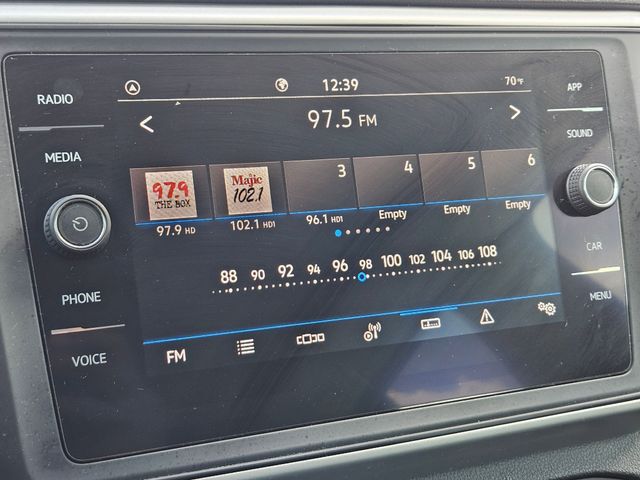 RADIO
MEDIA
PHONE
VOICE
12:39
70°F
97.5 FM
97.9
THE BOX
Majic
102.1
3
4
5
6
97.9 HD
102.1 HD1
96.1 HD1
Empty
Empty
Empty
88 90 92 94 96 98 100 102 104 106 108
FM
APP
SOUND
CAR
MENU